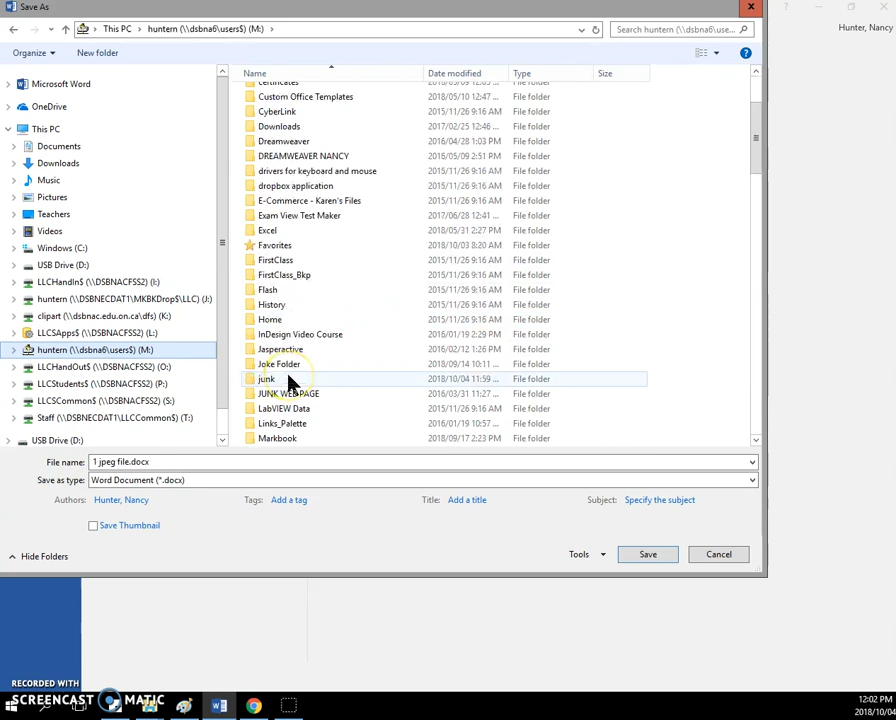 Save As
Hunter, Nancy
This PC > huntern (\\dsbna6\users$) (M:) >
Search huntern (\\dsbna6\use...
Organize
New folder
Name Date modified Type Size
Microsoft Word
OneDrive
This PC
Documents
Downloads
Music
Pictures
Teachers
Videos
Windows (C:)
USB Drive (D:)
LLCHandIn$ (\\DSBNACFSS2) (I:)
huntern (\\DSBNECDAT1\MKBKDrop$\LLC) (J:)
clipart (\\dsbnac.edu.on.ca\dfs) (K:)
LLCSApps$ (\\DSBNACFSS2) (L:)
huntern (\\dsbna6\users$) (M:)
LLCHandOut$ (\\DSBNACFSS2) (O:)
LLCStudents$ (\\DSBNACFSS2) (P:)
LLCSCommon$ (\\DSBNACFSS2) (S:)
Staff (\\DSBNECDAT1\LLCCommon$) (T:)
USB Drive (D:)
certificates File folder
Custom Office Templates 2018/05/10 12:47 ... File folder
CyberLink 2015/11/26 9:16 AM File folder
Downloads 2017/02/25 12:46 ... File folder
Dreamweaver 2016/04/28 1:03 PM File folder
DREAMWEAVER NANCY 2016/05/09 2:51 PM File folder
drivers for keyboard and mouse 2015/11/26 9:16 AM File folder
dropbox application 2015/11/26 9:16 AM File folder
E-Commerce - Karen's Files 2015/11/26 9:16 AM File folder
Exam View Test Maker 2017/06/28 12:41 ... File folder
Excel 2018/05/31 2:27 PM File folder
Favorites 2018/10/03 8:20 AM File folder
FirstClass 2015/11/26 9:16 AM File folder
FirstClass_Bkp 2015/11/26 9:16 AM File folder
Flash 2015/11/26 9:16 AM File folder
History 2015/11/26 9:16 AM File folder
Home 2015/11/26 9:16 AM File folder
InDesign Video Course 2016/01/19 2:29 PM File folder
Jasperactive 2016/02/12 1:26 PM File folder
Joke Folder 2018/09/14 10:11 ... File folder
junk 2018/10/04 11:59 ... File folder
JUNK WEB PAGE 2016/03/31 11:27 ... File folder
LabVIEW Data 2015/11/26 9:16 AM File folder
Links_Palette 2016/01/19 10:57 ... File folder
Markbook 2018/09/17 2:23 PM File folder
File name: 1 jpeg file.docx
Save as type: Word Document (*.docx)
Authors: Hunter, Nancy Tags: Add a tag Title: Add a title Subject: Specify the subject
Save Thumbnail
Hide Folders
Tools Save Cancel
RECORDED WITH
SCREENCAST MATIC
12:02 PM
2018/10/04